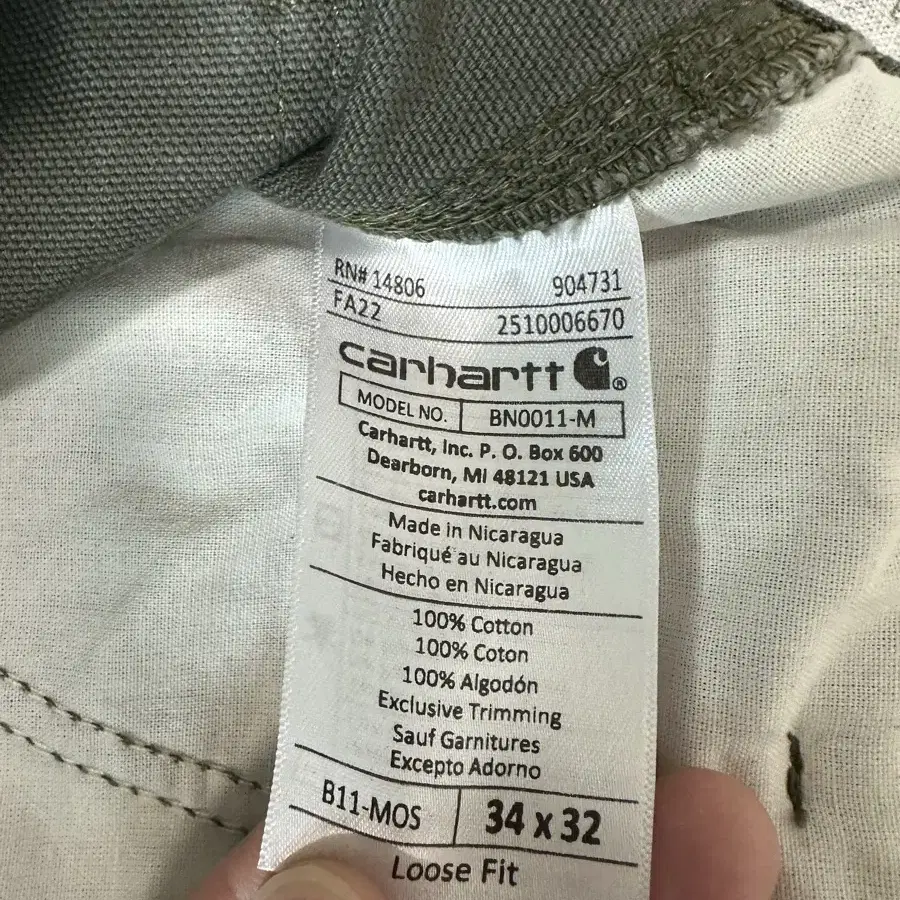 RN# 14806 904731
FA22 2510006670
carhartt ®
MODEL NO. BN0011-M
Carhartt, Inc. P. O. Box 600
Dearborn, MI 48121 USA
carhartt.com
Made in Nicaragua
Fabriqué au Nicaragua
Hecho en Nicaragua
100% Cotton
100% Coton
100% Algodón
Exclusive Trimming
Sauf Garnitures
Excepto Adorno
B11-MOS 34 x 32
Loose Fit